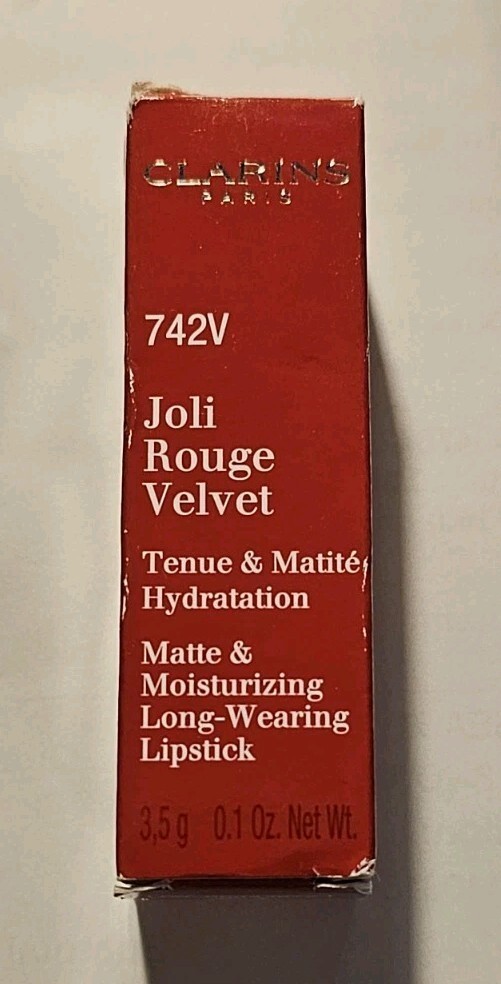 CLARINS
PARIS
742V
Joli
Rouge
Velvet
Tenue & Matité
Hydratation
Matte &
Moisturizing
Long-Wearing
Lipstick
3,5 g 0.1 Oz. Net Wt.